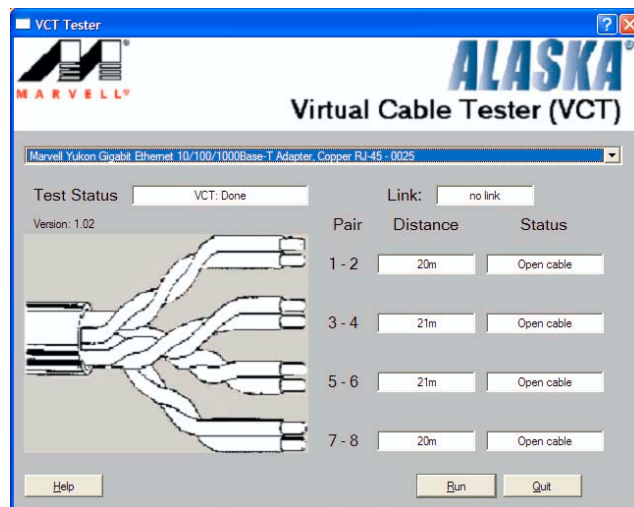 VCT Tester
MARVELL®
ALASKA®
Virtual Cable Tester (VCT)
Marvell Yukon Gigabit Ethernet 10/100/1000Base-T Adapter, Copper RJ-45 - 0025
Test Status VCT: Done Link: no link
Version: 1.02 Pair Distance Status
1 - 2 20m Open cable
3 - 4 21m Open cable
5 - 6 21m Open cable
7 - 8 20m Open cable
Help Run Quit